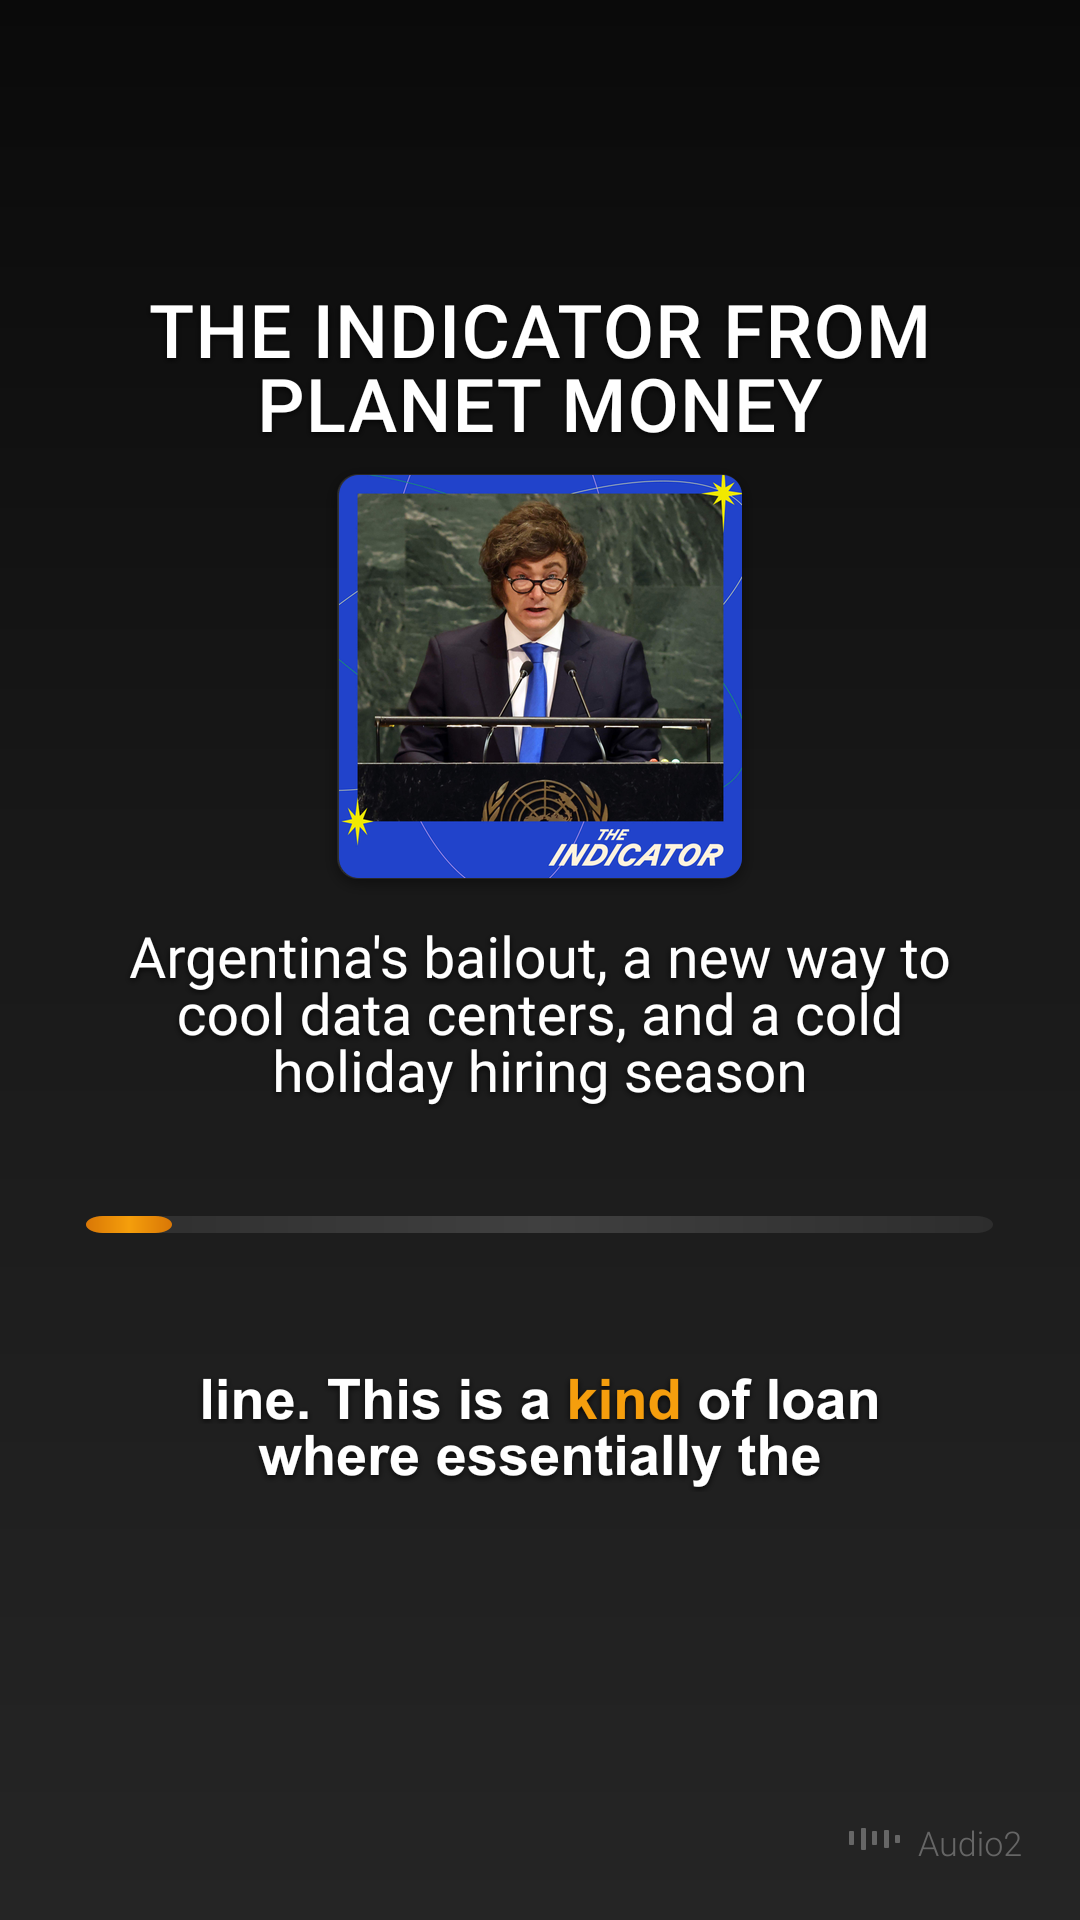 THE INDICATOR FROM
PLANET MONEY
THE
INDICATOR
Argentina's bailout, a new way to
cool data centers, and a cold
holiday hiring season
line. This is a kind of loan
where essentially the
Audio2